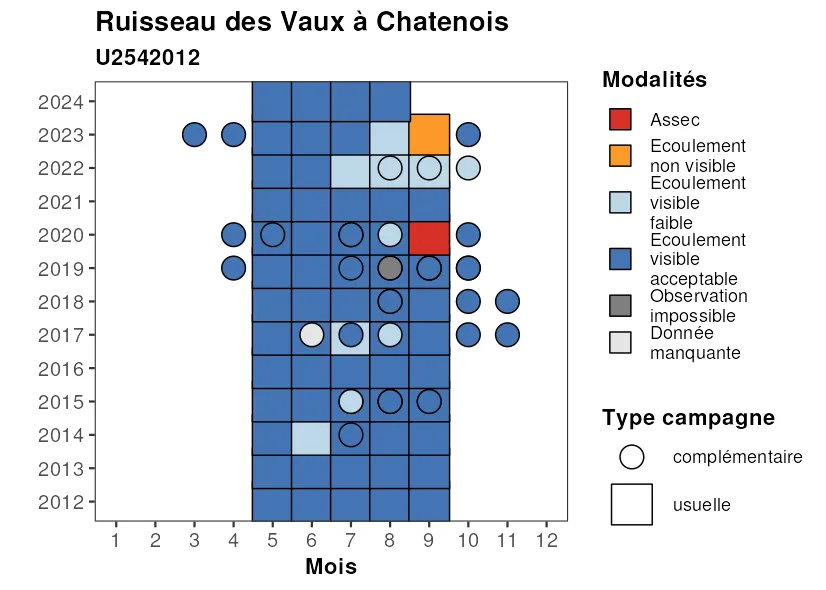 Ruisseau des Vaux à Chatenois
U2542012
2024
2023
2022
2021
2020
2019
2018
2017
2016
2015
2014
2013
2012
1 2 3 4 5 6 7 8 9 10 11 12
Mois
Modalités
Assec
Ecoulement
non visible
Ecoulement
visible
faible
Ecoulement
visible
acceptable
Observation
impossible
Donnée
manquante
Type campagne
complémentaire
usuelle